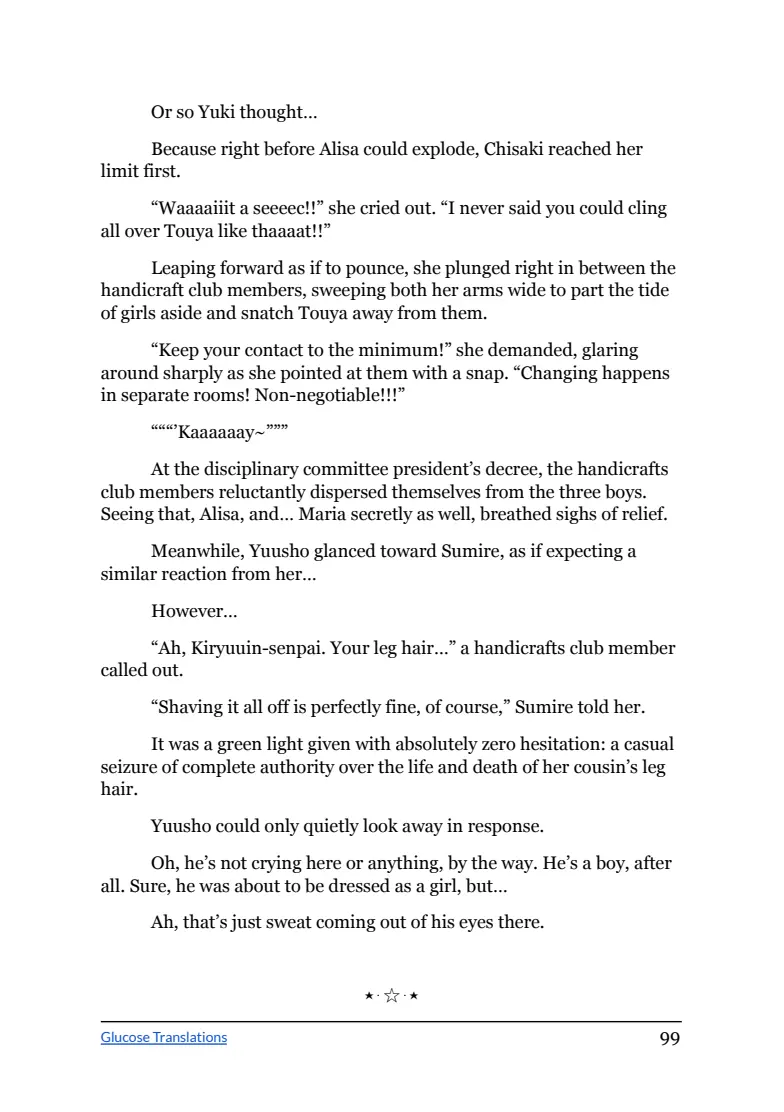 Or so Yuki thought...
Because right before Alisa could explode, Chisaki reached her
limit first.
“Waaaaiiit a seeeec!!” she cried out. “I never said you could cling
all over Touya like thaaaat!!”
Leaping forward as if to pounce, she plunged right in between the
handicraft club members, sweeping both her arms wide to part the tide
of girls aside and snatch Touya away from them.
“Keep your contact to the minimum!” she demanded, glaring
around sharply as she pointed at them with a snap. “Changing happens
in separate rooms! Non-negotiable!!!”
“““’Kaaaaaay~”””
At the disciplinary committee president’s decree, the handicrafts
club members reluctantly dispersed themselves from the three boys.
Seeing that, Alisa, and... Maria secretly as well, breathed sighs of relief.
Meanwhile, Yuusho glanced toward Sumire, as if expecting a
similar reaction from her...
However...
“Ah, Kiryuuin-senpai. Your leg hair...” a handicrafts club member
called out.
“Shaving it all off is perfectly fine, of course,” Sumire told her.
It was a green light given with absolutely zero hesitation: a casual
seizure of complete authority over the life and death of her cousin’s leg
hair.
Yuusho could only quietly look away in response.
Oh, he’s not crying here or anything, by the way. He’s a boy, after
all. Sure, he was about to be dressed as a girl, but...
Ah, that’s just sweat coming out of his eyes there.
⋆·☆·⋆
Glucose Translations 99